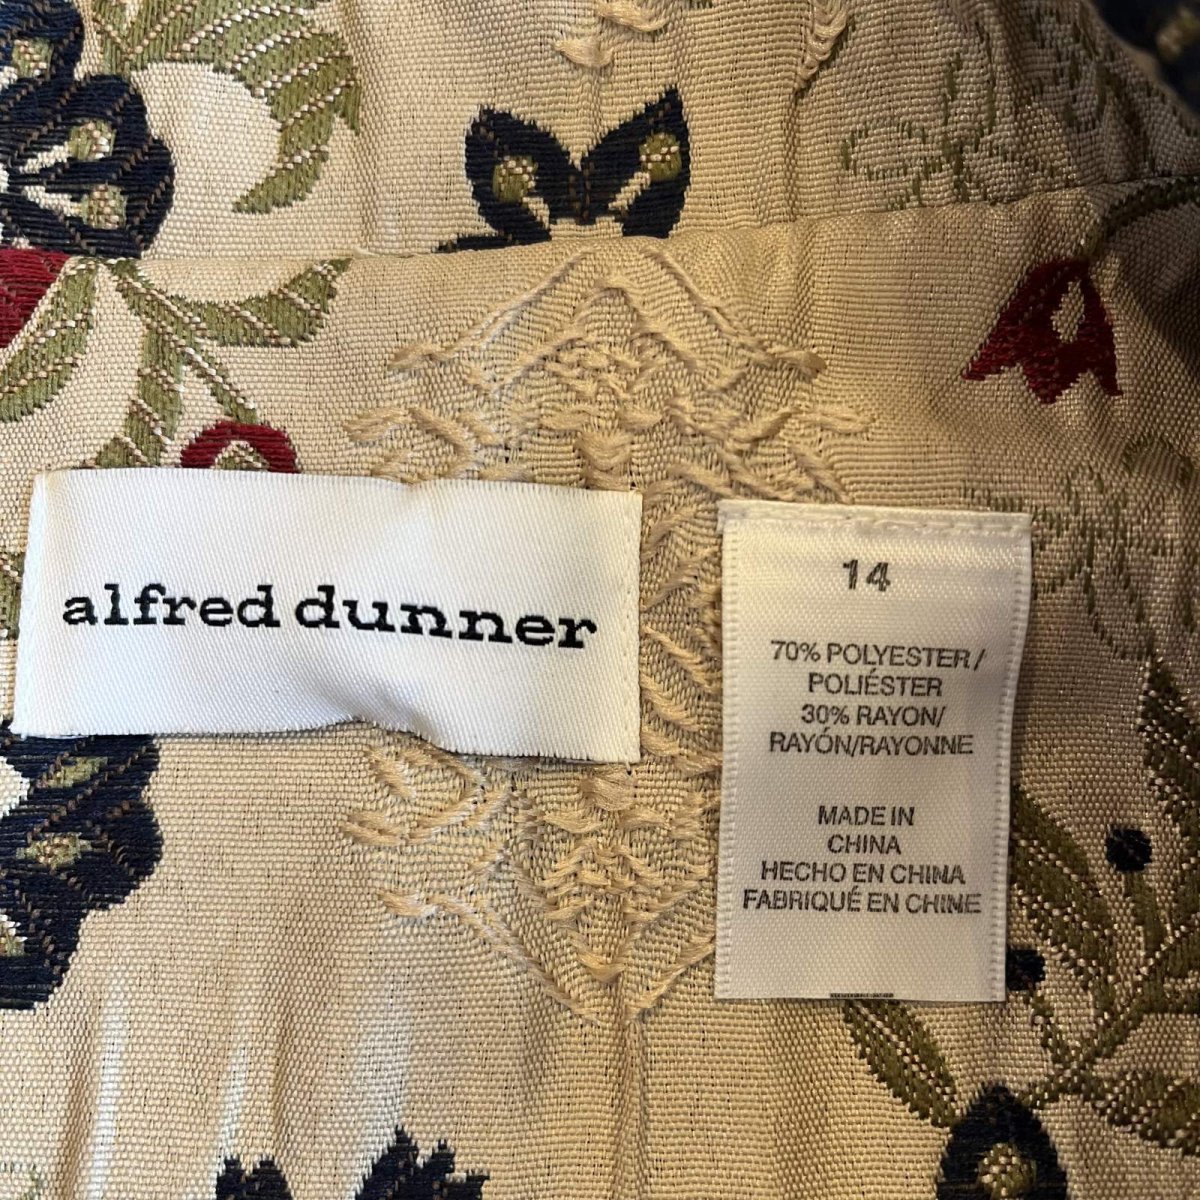 alfred dunner
14
70% POLYESTER/
POLIÉSTER
30% RAYON/
RAYÓN/RAYONNE
MADE IN
CHINA
HECHO EN CHINA
FABRIQUÉ EN CHINE